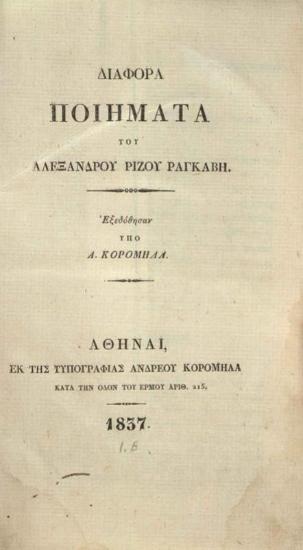 ΔΙΑΦΟΡΑ
ΠΟΙΗΜΑΤΑ
ΤΟΥ
ΑΛΕΞΑΝΔΡΟΥ ΡΙΖΟΥ ΡΑΓΚΑΒΗ.
Ἐξεδόθησαν
ΥΠΟ
Α. ΚΟΡΟΜΗΛΑ.
ΑΘΗΝΑΙ,
ΕΚ ΤΗΣ ΤΥΠΟΓΡΑΦΙΑΣ ΑΝΔΡΕΟΥ ΚΟΡΟΜΗΛΑ
ΚΑΤΑ ΤΗΝ ΟΔΟΝ ΤΟΥ ΕΡΜΟΥ ΑΡΙΘ. 215.
1837.